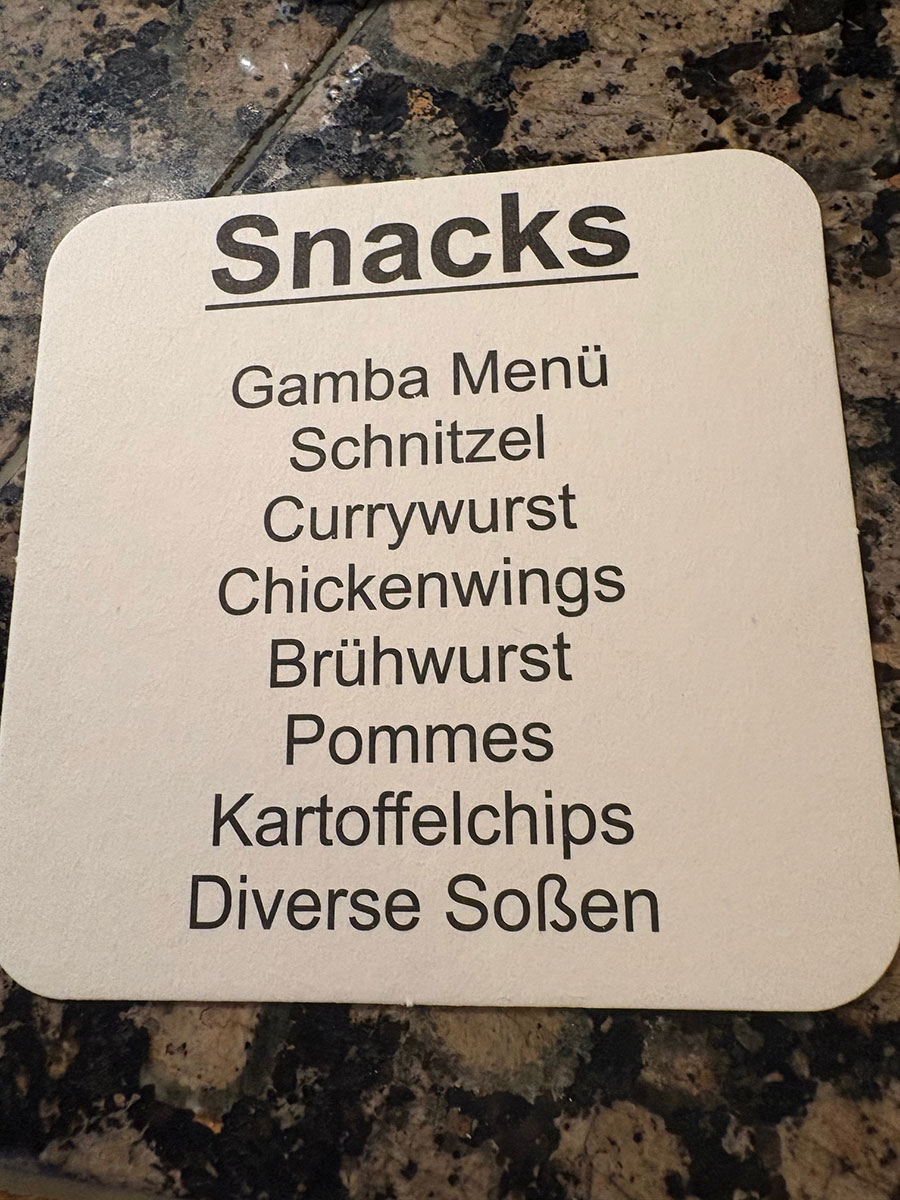 Snacks
Gamba Menü
Schnitzel
Currywurst
Chickenwings
Brühwurst
Pommes
Kartoffelchips
Diverse Soßen